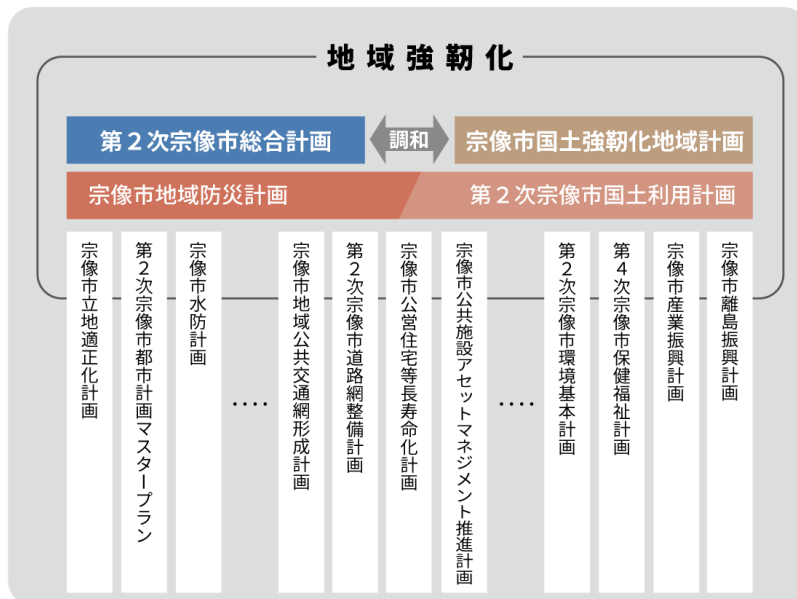 地域強靭化
第2次宗像市総合計画
調和
宗像市国土強靭化地域計画
宗像市地域防災計画
第2次宗像市国土利用計画
宗像市立地適正化計画
第2次宗像市都市計画マスタープラン
宗像市水防計画
‥‥
宗像市地域公共交通網形成計画
第2次宗像市道路網整備計画
宗像市公営住宅等長寿命化計画
宗像市公共施設アセットマネジメント推進計画
‥‥
第2次宗像市環境基本計画
第4次宗像市保健福祉計画
宗像市産業振興計画
宗像市離島振興計画